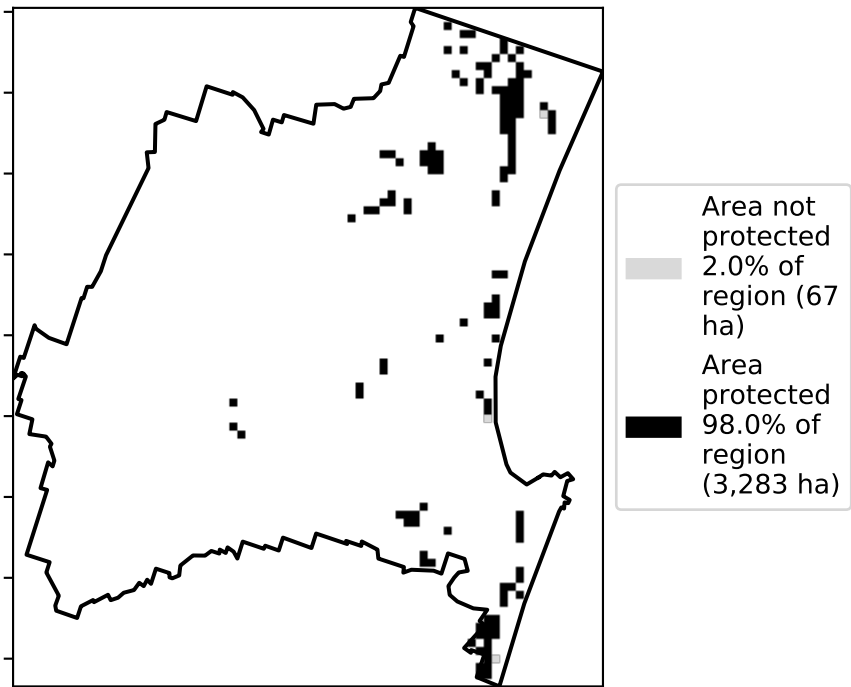 Area not
protected
2.0% of
region (67
ha)
Area
protected
98.0% of
region
(3,283 ha)